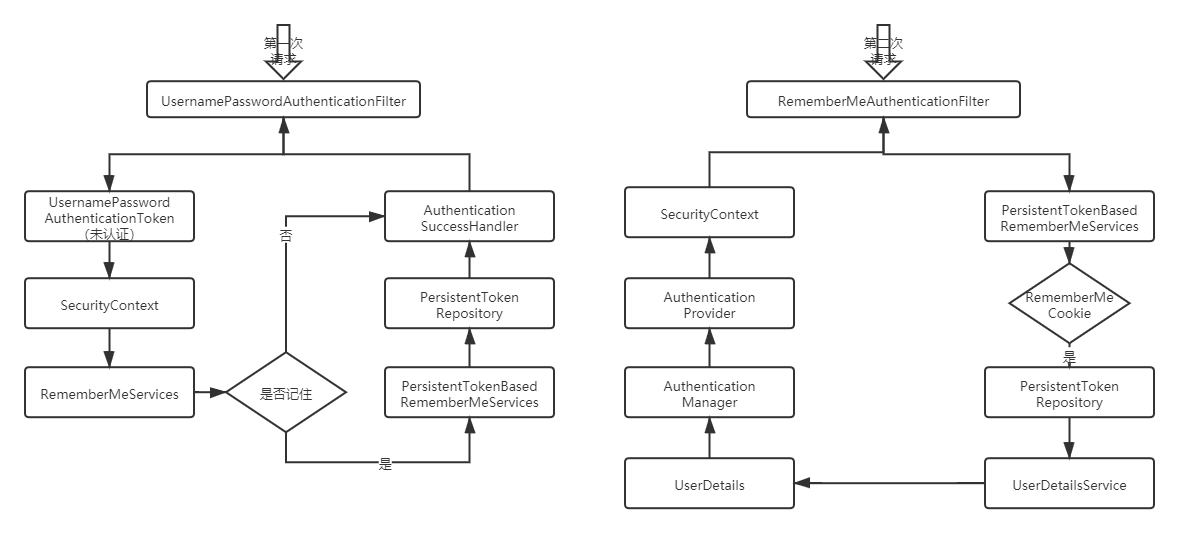 第一次
请求
UsernamePasswordAuthenticationFilter
UsernamePassword
AuthenticationToken
（未认证）
SecurityContext
RememberMeServices
是否记住
否
是
Authentication
SuccessHandler
PersistentToken
Repository
PersistentTokenBased
RememberMeServices
第二次
请求
RememberMeAuthenticationFilter
SecurityContext
Authentication
Provider
Authentication
Manager
UserDetails
PersistentTokenBased
RememberMeServices
RememberMe
Cookie
是
PersistentToken
Repository
UserDetailsService